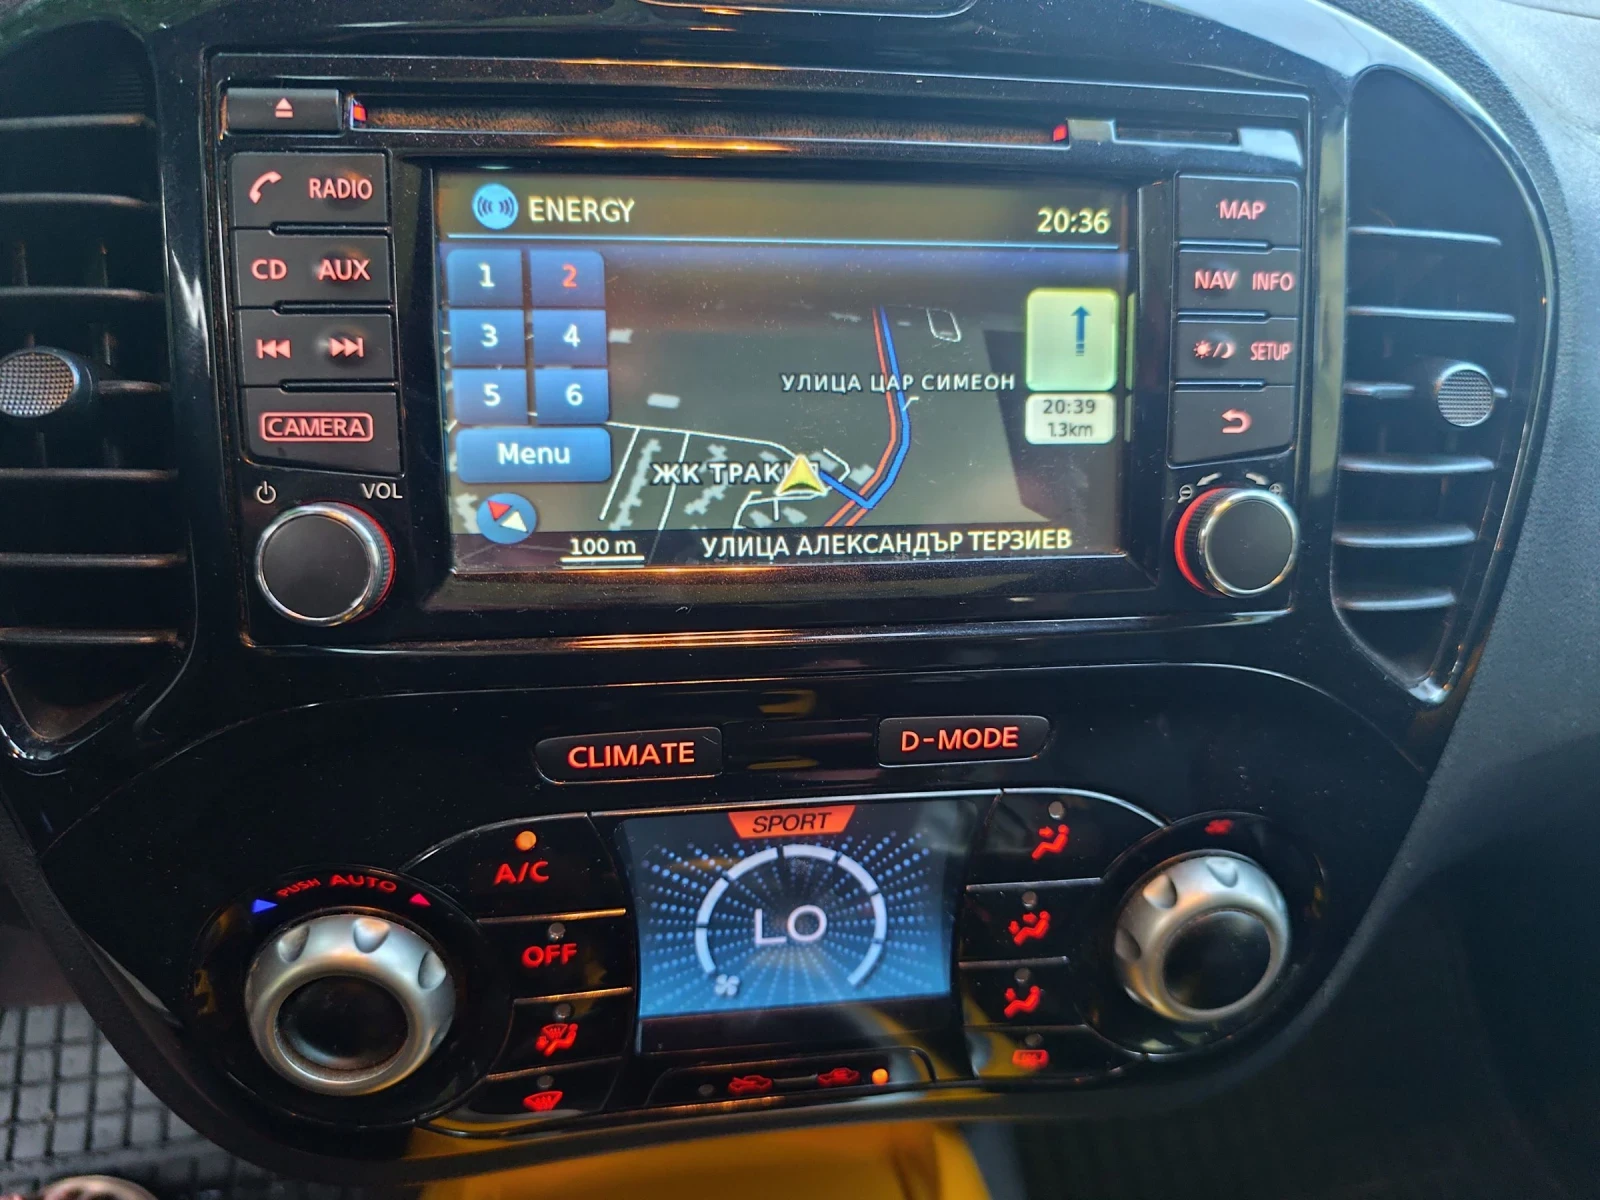 RADIO
CD AUX
CAMERA
VOL
ENERGY 20:36
1 2
3 4
5 6
Menu
УЛИЦА ЦАР СИМЕОН
20:39
1.3km
100 m
УЛИЦА АЛЕКСАНДЪР ТЕРЗИЕВ
ЖК
MAP
NAV INFO
SETUP
CLIMATE
D-MODE
PUSH AUTO
A/C
OFF
SPORT
LO